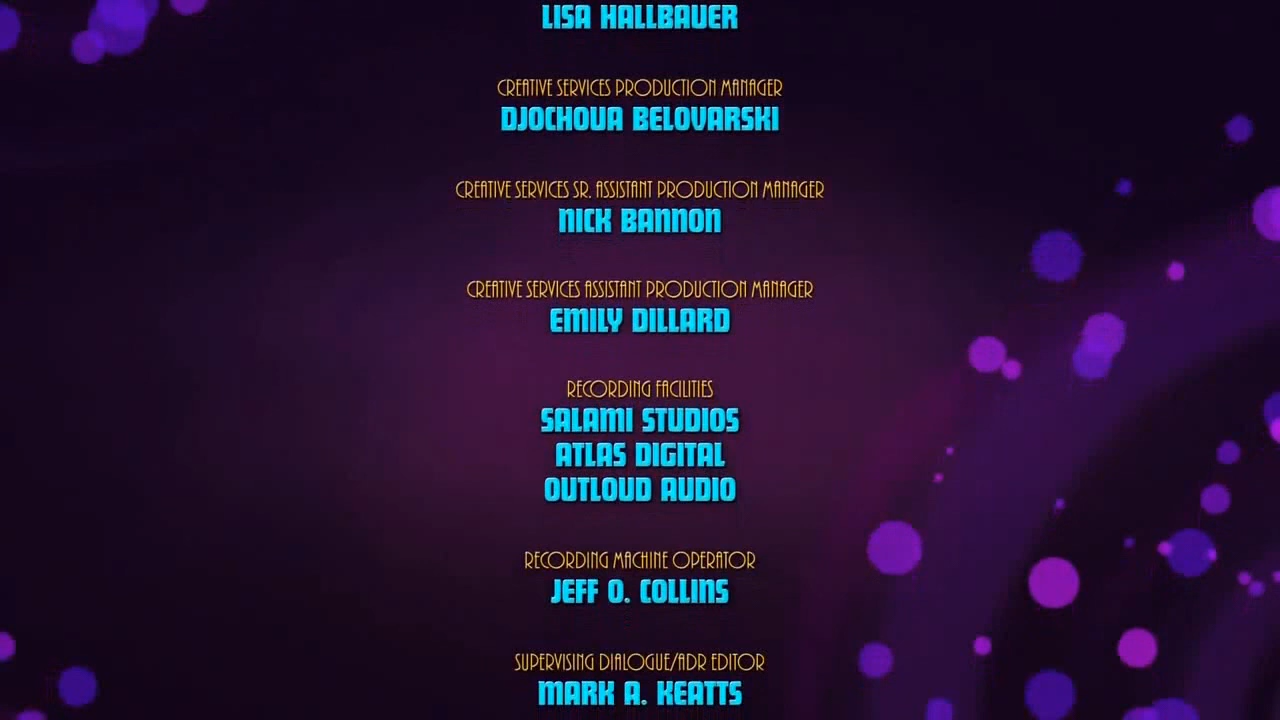 LISA HALLBAUER
CREATIVE SERVICES PRODUCTION MANAGER
DJOCHOUA BELOVARSKI
CREATIVE SERVICES SR. ASSISTANT PRODUCTION MANAGER
NICK BANNON
CREATIVE SERVICES ASSISTANT PRODUCTION MANAGER
EMILY DILLARD
RECORDING FACILITIES
SALAMI STUDIOS
ATLAS DIGITAL
OUTLOUD AUDIO
RECORDING MACHINE OPERATOR
JEFF O. COLLINS
SUPERVISING DIALOGUE/ADR EDITOR
MARK A. KEATTS